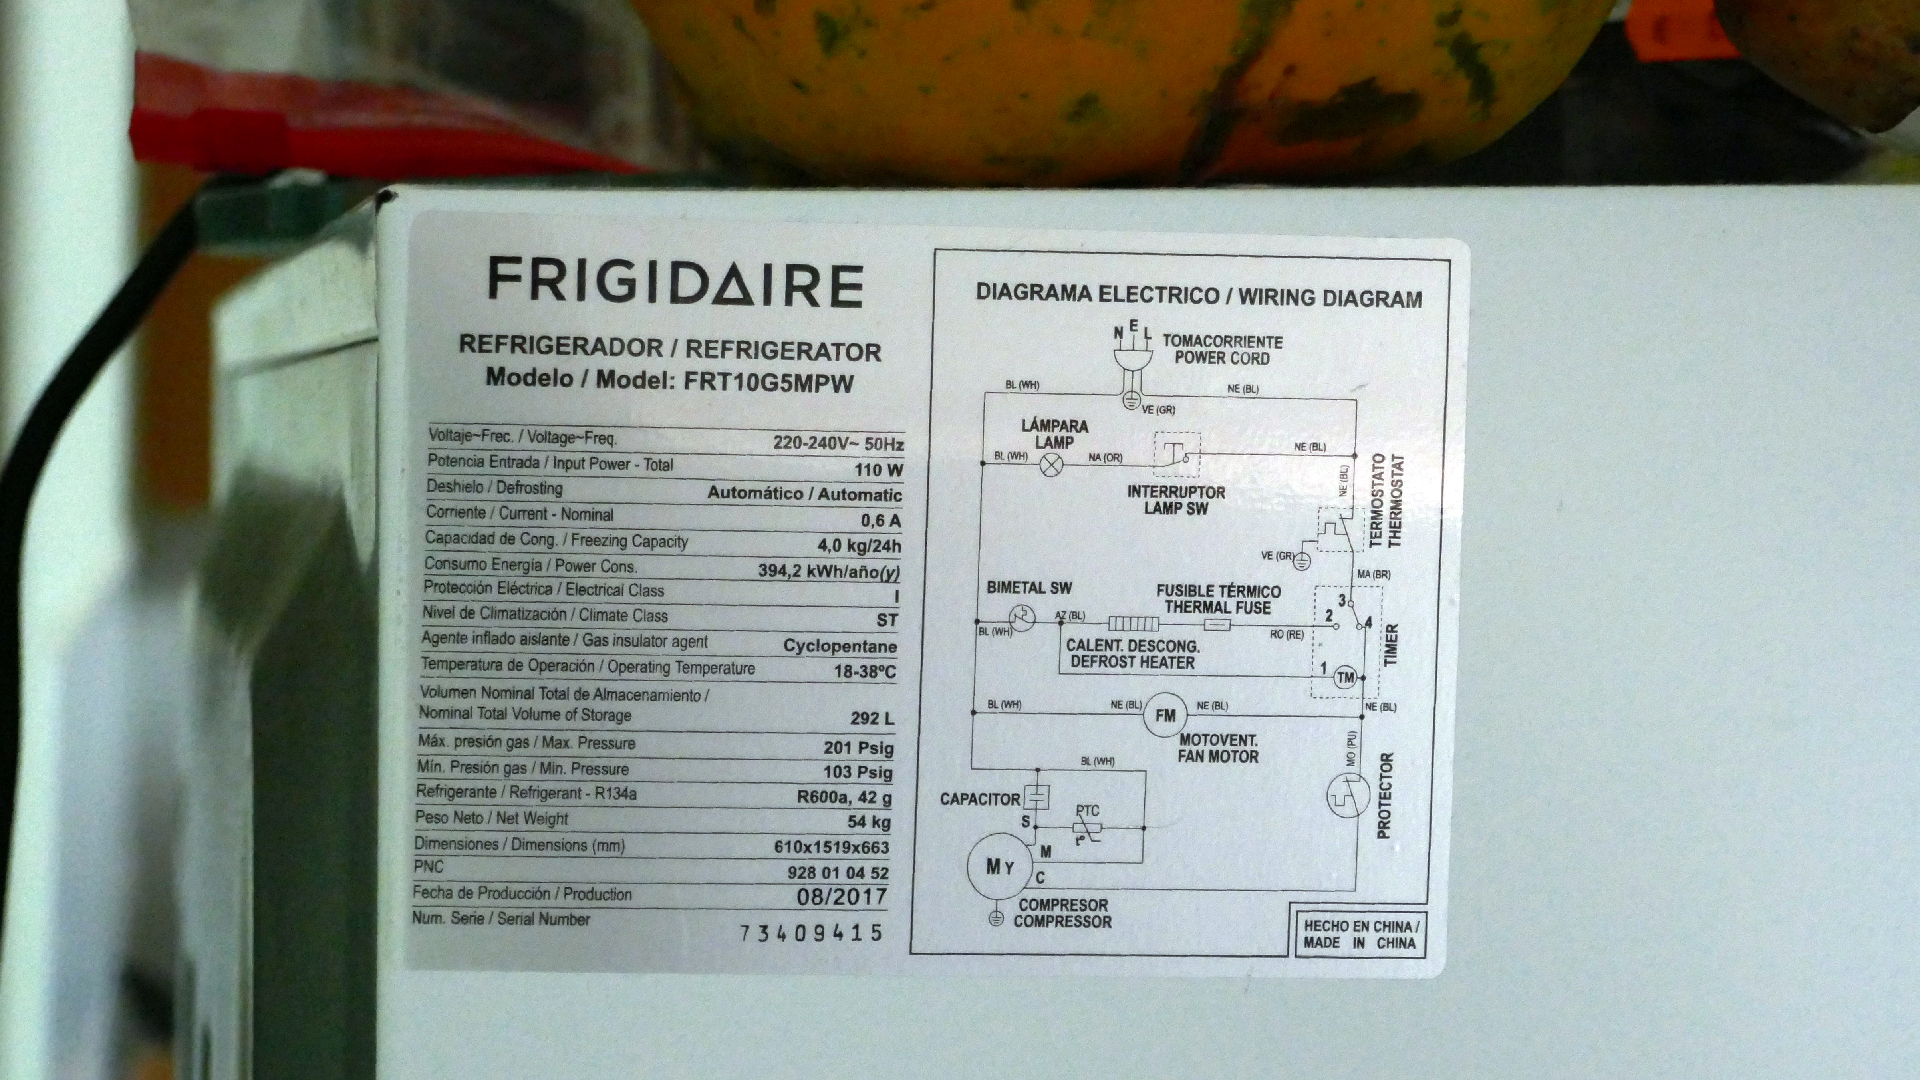 FRIGIDAIRE
REFRIGERADOR / REFRIGERATOR
Modelo / Model: FRT10G5MPW
Voltaje~Frec. / Voltage~Freq. 220-240V~ 50Hz
Potencia Entrada / Input Power - Total 110 W
Deshielo / Defrosting Automático / Automatic
Corriente / Current - Nominal 0,6 A
Capacidad de Cong. / Freezing Capacity 4,0 kg/24h
Consumo Energía / Power Cons. 394,2 kWh/año(y)
Protección Eléctrica / Electrical Class I
Nivel de Climatización / Climate Class ST
Agente inflado aislante / Gas insulator agent Cyclopentane
Temperatura de Operación / Operating Temperature 18-38ºC
Volumen Nominal Total de Almacenamiento /
Nominal Total Volume of Storage 292 L
Máx. presión gas / Max. Pressure 201 Psig
Mín. Presión gas / Min. Pressure 103 Psig
Refrigerante / Refrigerant - R134a R600a, 42 g
Peso Neto / Net Weight 54 kg
Dimensiones / Dimensions (mm) 610x1519x663
PNC 928 01 04 52
Fecha de Producción / Production 08/2017
Num. Serie / Serial Number 73409415
DIAGRAMA ELECTRICO / WIRING DIAGRAM
N E L
TOMACORRIENTE
POWER CORD
BL (WH)
NE (BL)
VE (GR)
LÁMPARA
LAMP
BL (WH)
NA (OR)
NE (BL)
INTERRUPTOR
LAMP SW
NE (BL)
TERMOSTATO
THERMOSTAT
VE (GR)
MA (BR)
BIMETAL SW
FUSIBLE TÉRMICO
THERMAL FUSE
BL (WH)
AZ (BL)
RO (RE)
CALENT. DESCONG.
DEFROST HEATER
3
2
4
1
TM
TIMER
BL (WH)
NE (BL)
FM
NE (BL)
NE (BL)
MOTOVENT.
FAN MOTOR
MO (PU)
PROTECTOR
BL (WH)
CAPACITOR
PTC
S
tº
M
M Y
C
COMPRESOR
COMPRESSOR
HECHO EN CHINA /
MADE IN CHINA